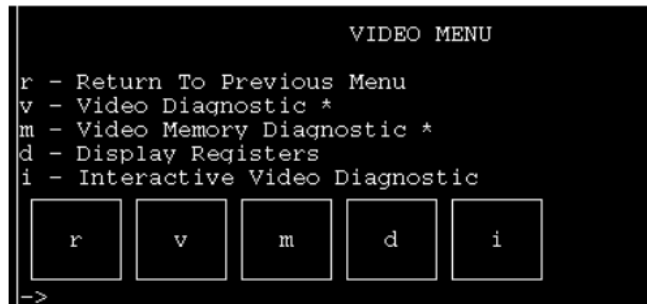 VIDEO MENU
r - Return To Previous Menu
v - Video Diagnostic *
m - Video Memory Diagnostic *
d - Display Registers
i - Interactive Video Diagnostic
r v m d i
->